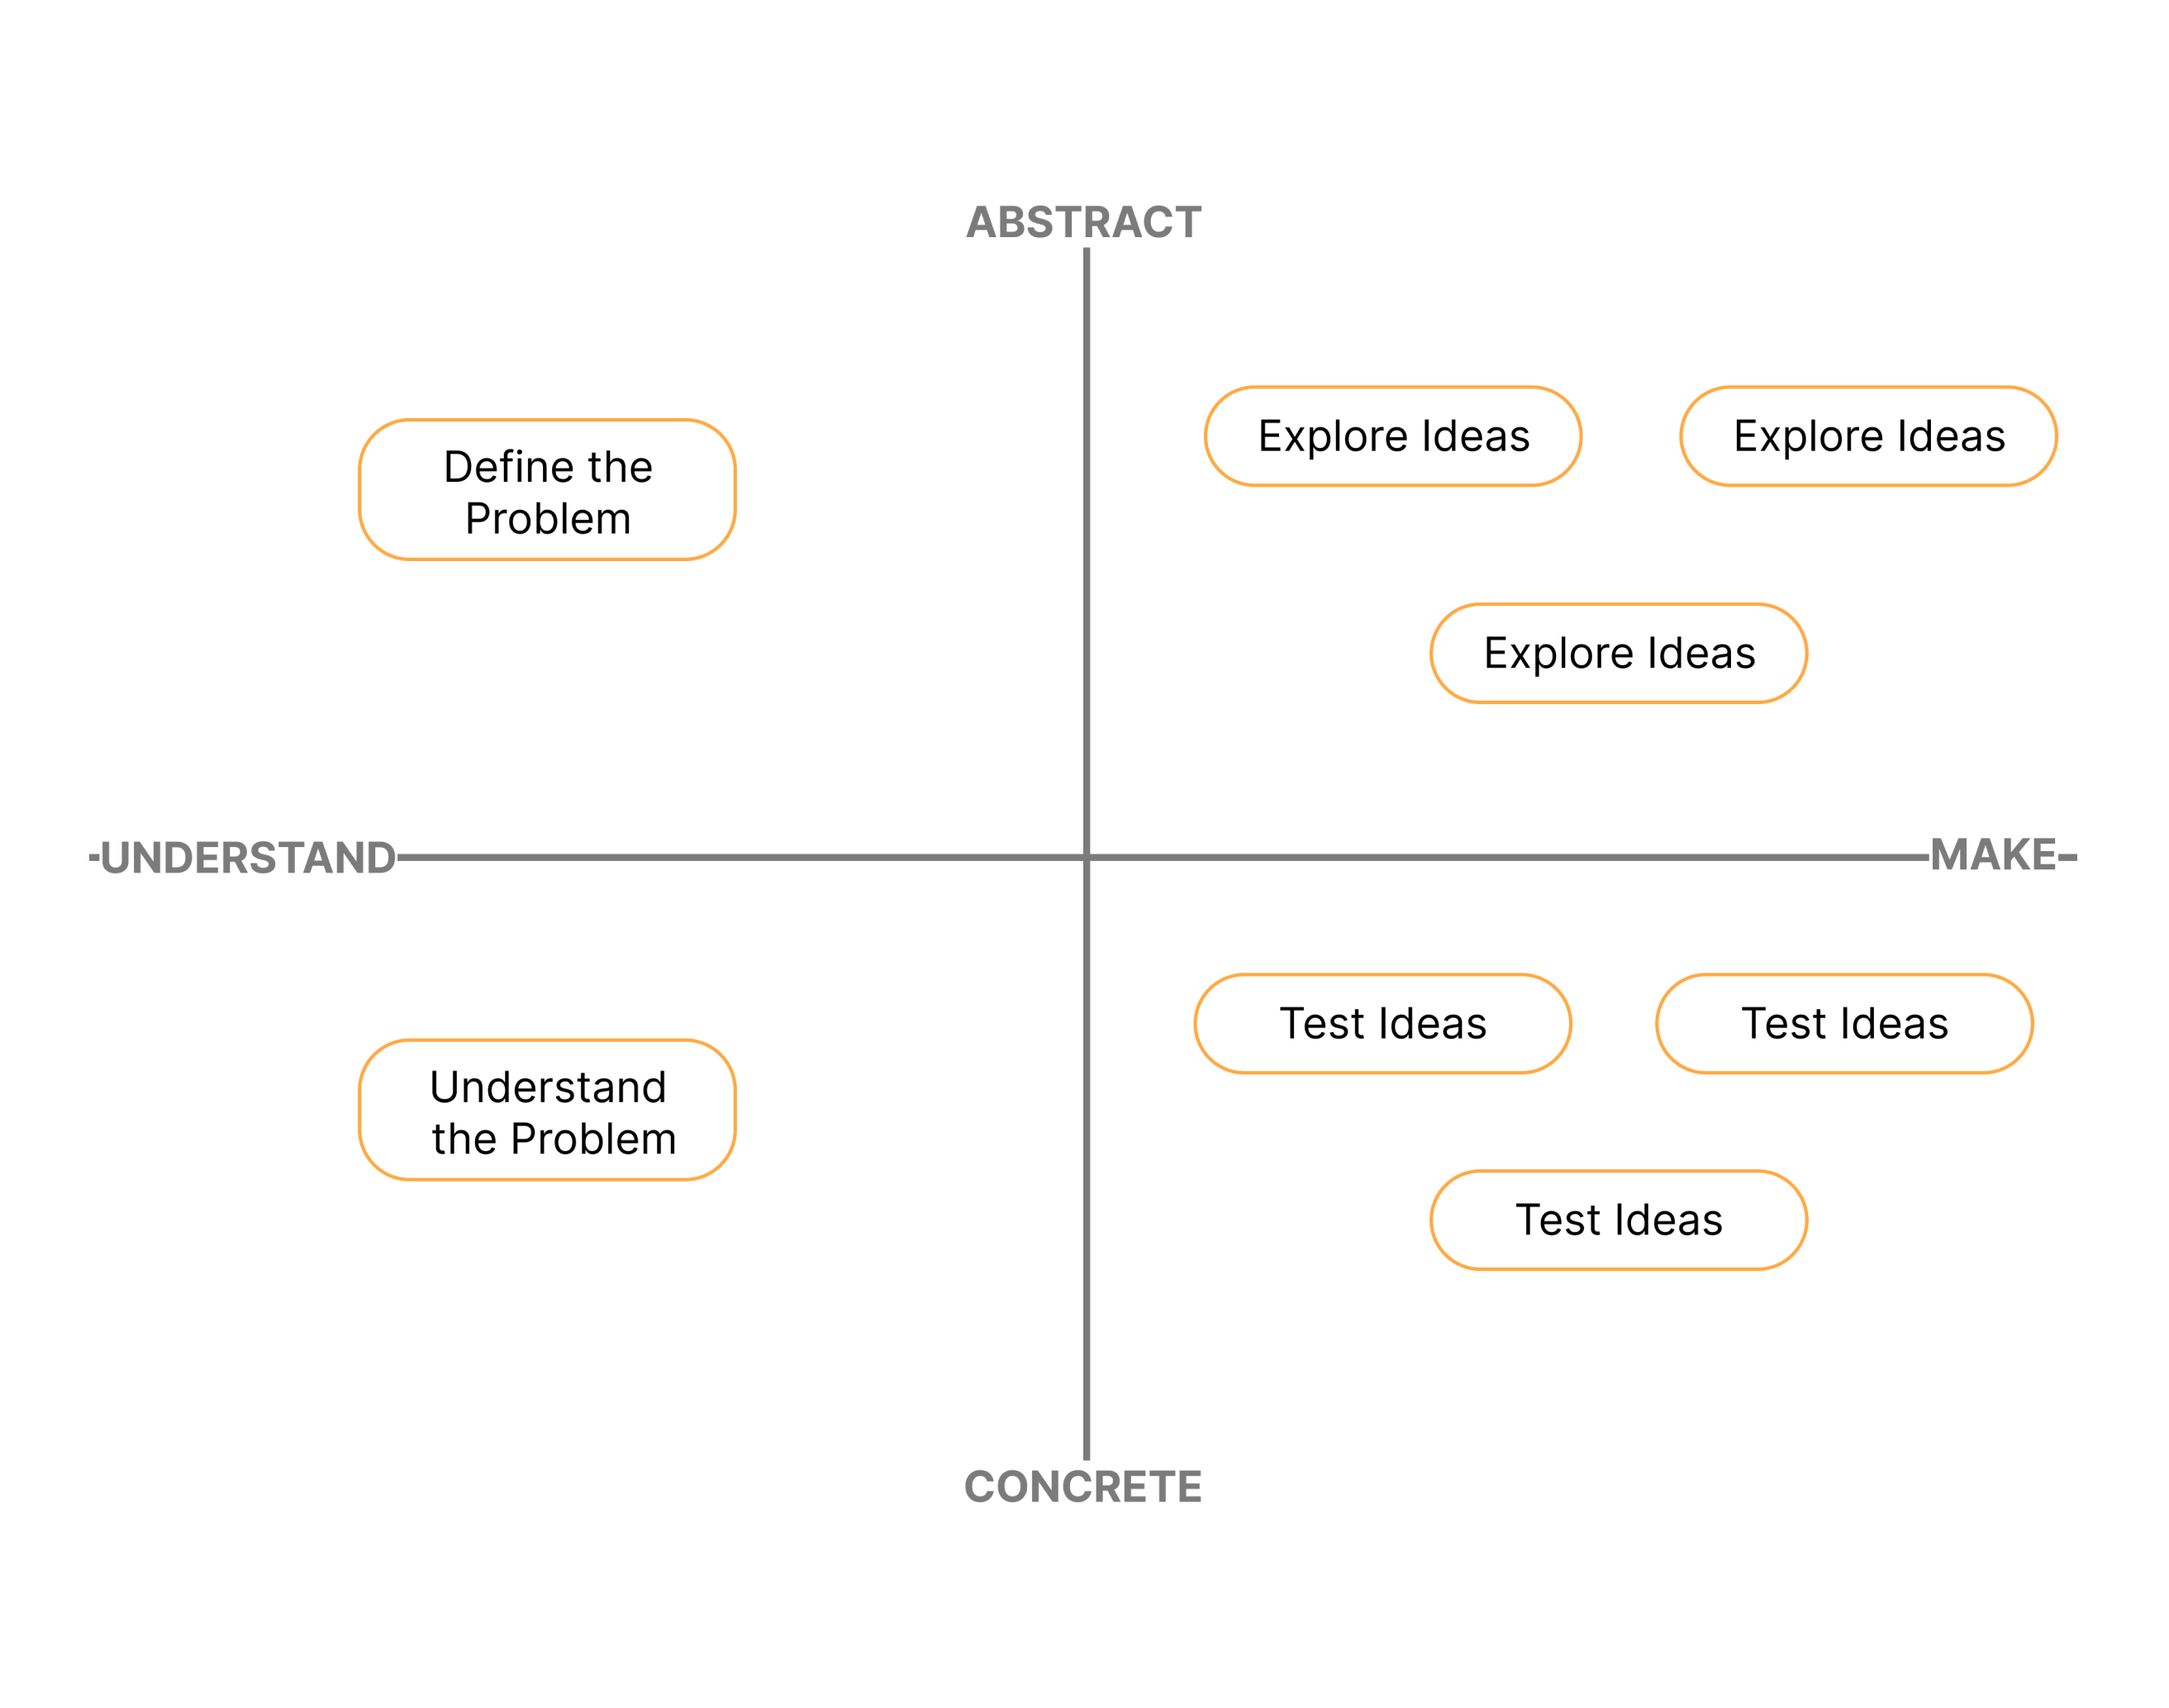 ABSTRACT
Define the
Problem
Explore Ideas
Explore Ideas
Explore Ideas
UNDERSTAND
MAKE
Understand
the Problem
Test Ideas
Test Ideas
Test Ideas
CONCRETE